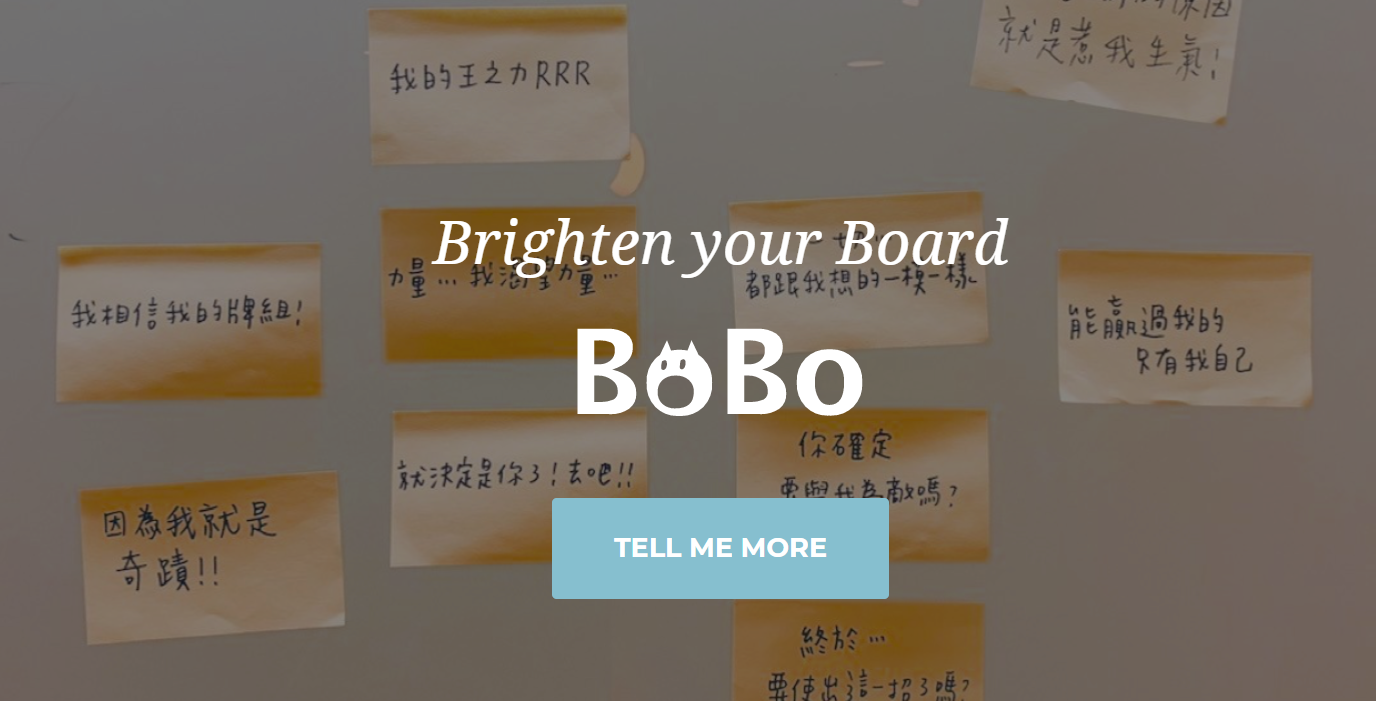 我的王之力RRR
的原因
就是惹我生氣!
Brighten your Board
力量…我渴望力量…
一切…
都跟我想的一模一樣
我相信我的牌組!
能贏過我的
只有我自己
BoBo
就決定是你了!去吧!!
你確定
要與我為敵嗎?
因為我就是
奇蹟!!
TELL ME MORE
終於…
要使出這一招了嗎?